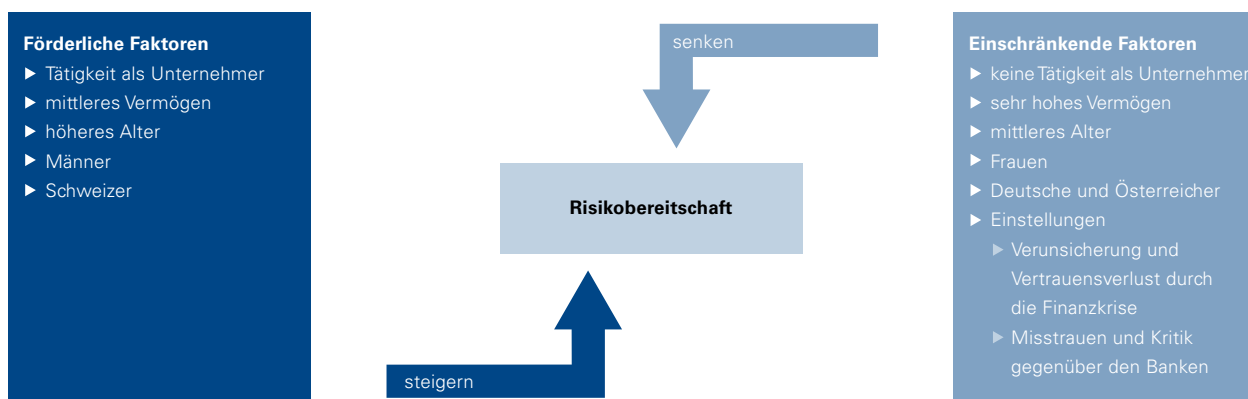 Förderliche Faktoren
▶ Tätigkeit als Unternehmer
▶ mittleres Vermögen
▶ höheres Alter
▶ Männer
▶ Schweizer
senken
Risikobereitschaft
steigern
Einschränkende Faktoren
▶ keine Tätigkeit als Unternehmer
▶ sehr hohes Vermögen
▶ mittleres Alter
▶ Frauen
▶ Deutsche und Österreicher
▶ Einstellungen
▶ Verunsicherung und
Vertrauensverlust durch
die Finanzkrise
▶ Misstrauen und Kritik
gegenüber den Banken